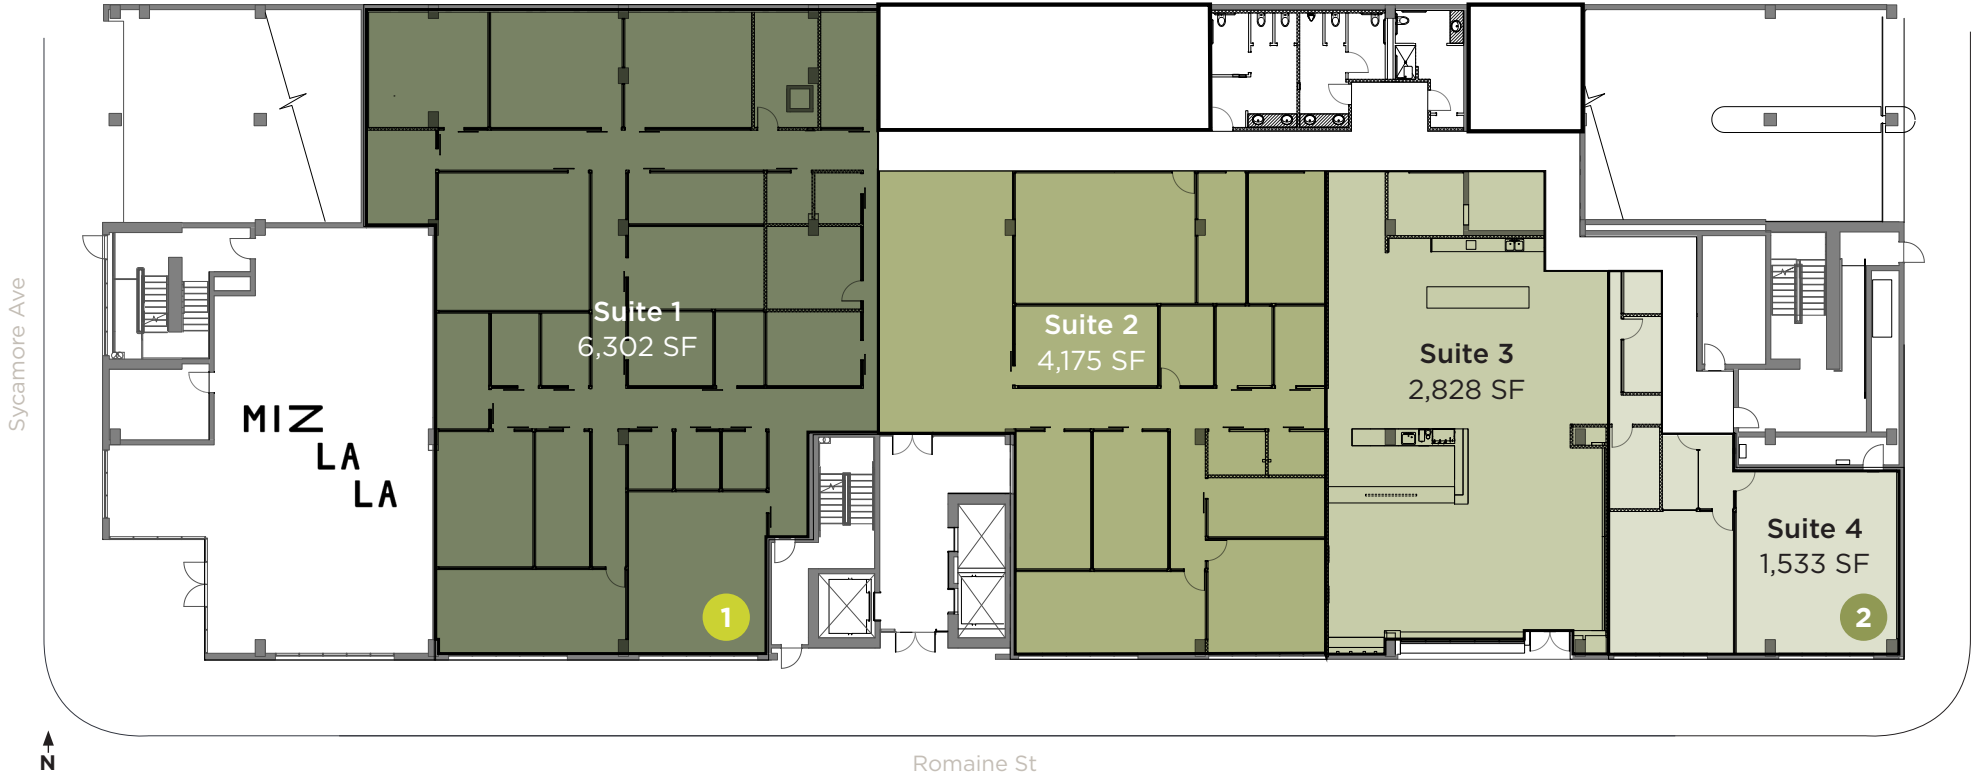 Sycamore Ave
MIZ
LA
LA
Suite 1
6,302 SF
1
Suite 2
4,175 SF
Suite 3
2,828 SF
Suite 4
1,533 SF
2
N
Romaine St